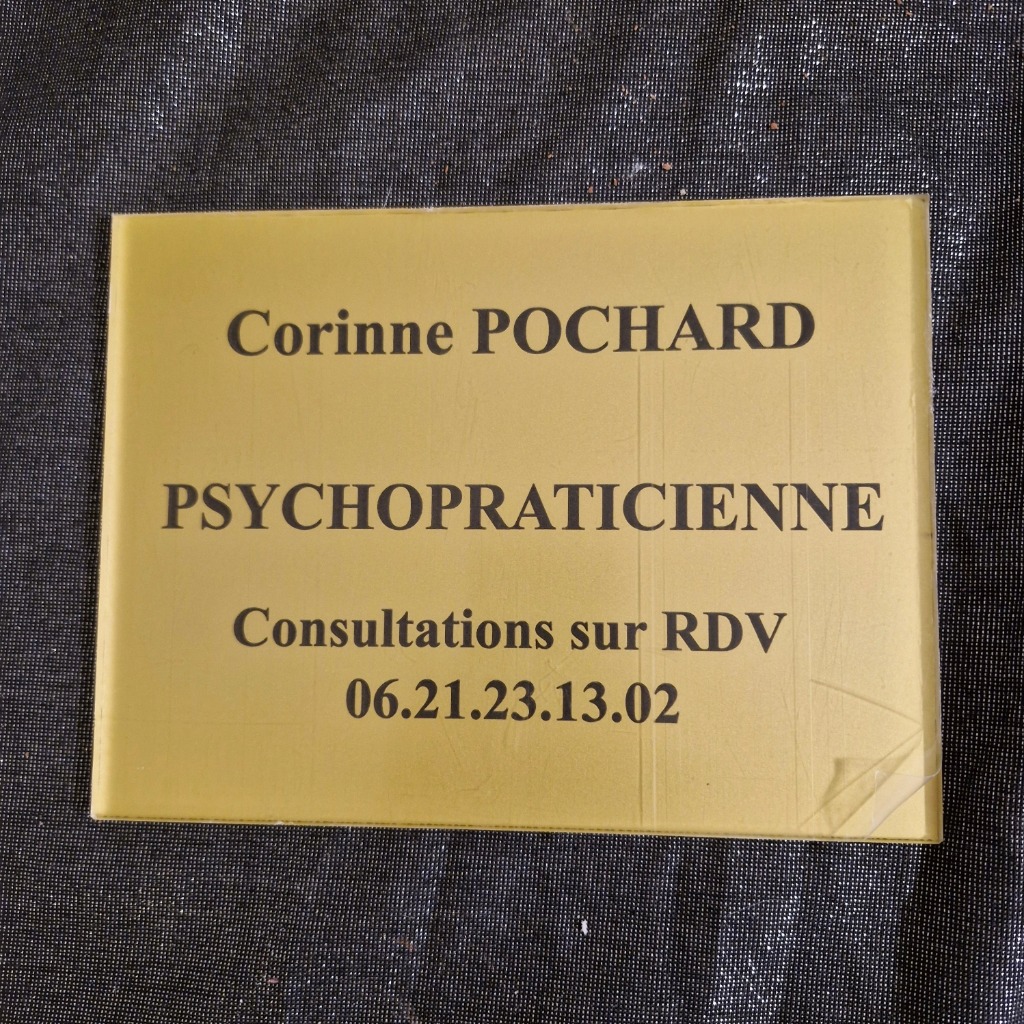 Corinne POCHARD
PSYCHOPRATICIENNE
Consultations sur RDV
06.21.23.13.02